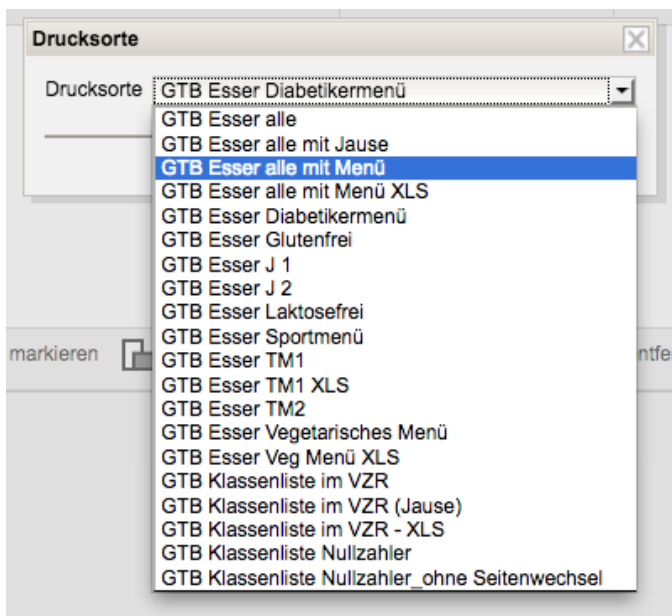 Drucksorte
Drucksorte GTB Esser Diabetikermenü
GTB Esser alle
GTB Esser alle mit Jause
GTB Esser alle mit Menü
GTB Esser alle mit Menü XLS
GTB Esser Diabetikermenü
GTB Esser Glutenfrei
GTB Esser J 1
GTB Esser J 2
GTB Esser Laktosefrei
GTB Esser Sportmenü
GTB Esser TM1
GTB Esser TM1 XLS
GTB Esser TM2
GTB Esser Vegetarisches Menü
GTB Esser Veg Menü XLS
GTB Klassenliste im VZR
GTB Klassenliste im VZR (Jause)
GTB Klassenliste im VZR - XLS
GTB Klassenliste Nullzahler
GTB Klassenliste Nullzahler_ohne Seitenwechsel
markieren
ntfe